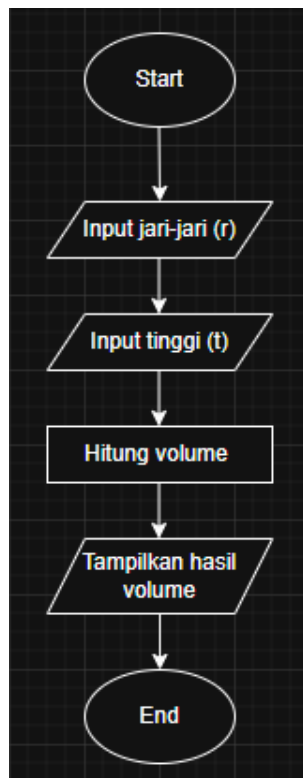 Start
Input jari-jari (r)
Input tinggi (t)
Hitung volume
Tampilkan hasil
volume
End